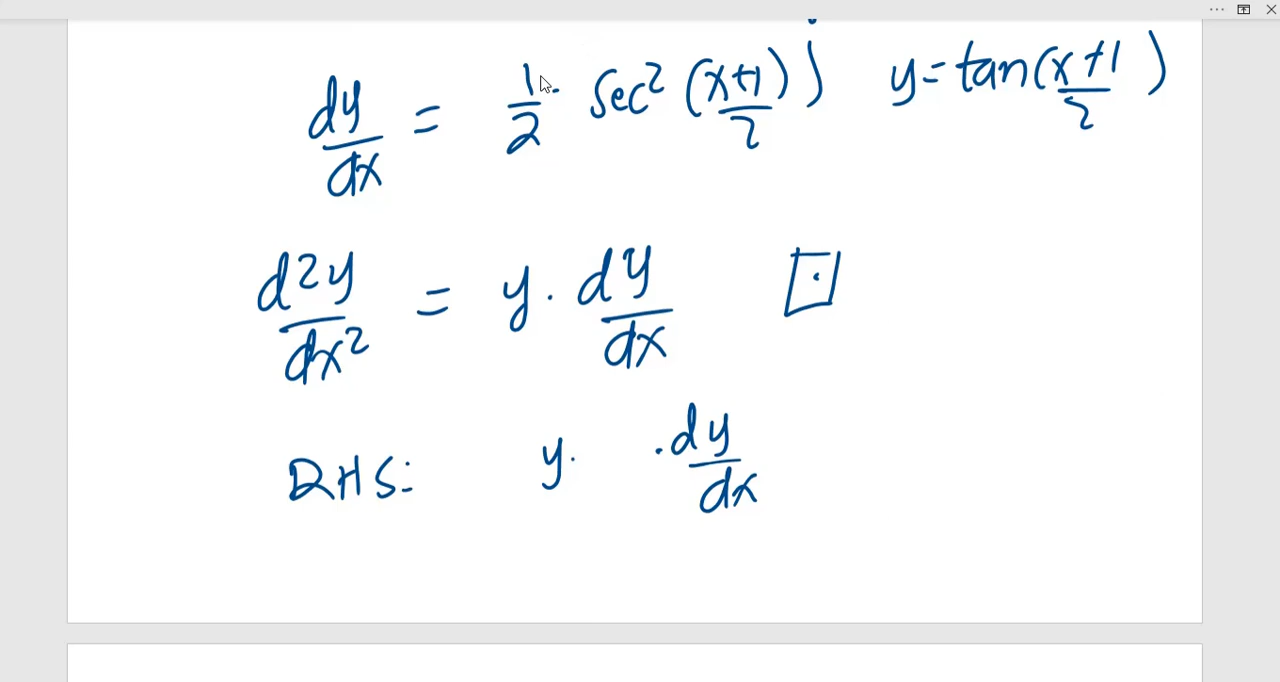 dy/dx = 1/2 · sec² (x+1/2) ; y = tan(x+1/2)
d2y/dx² = y · dy/dx
RHS: y · · dy/dx